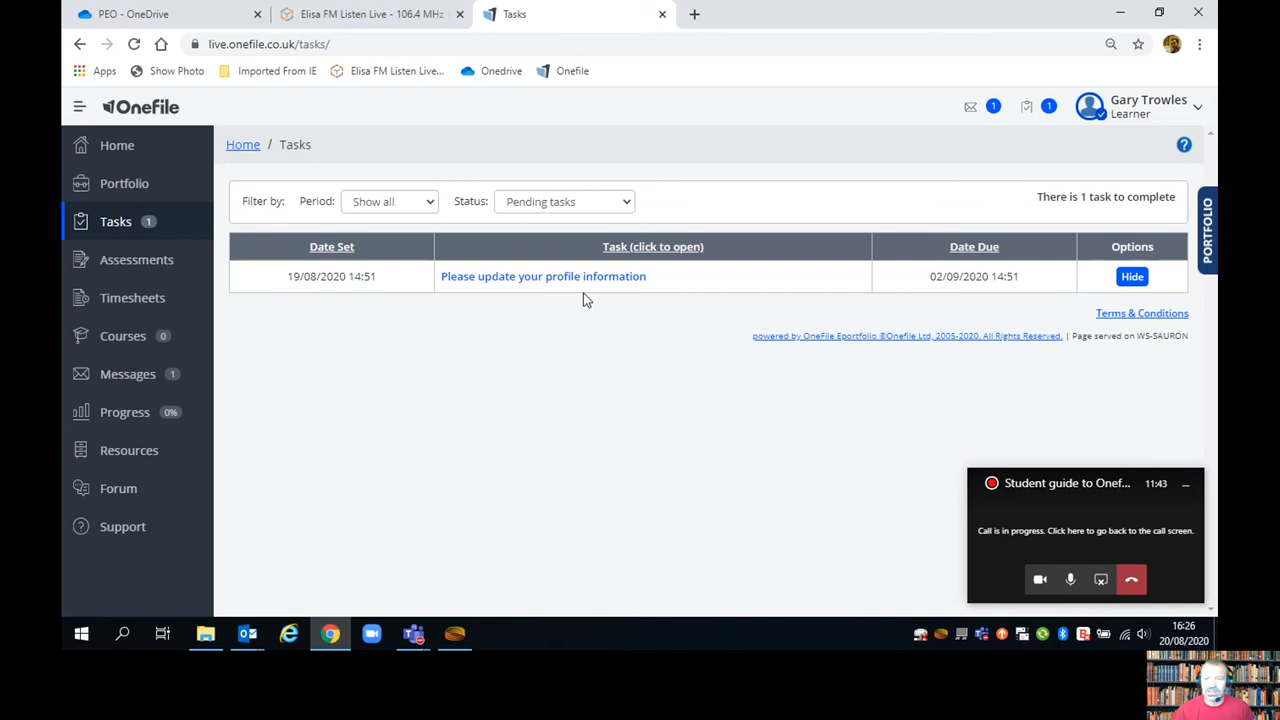 PEO - OneDrive
Elisa FM Listen Live - 106.4 MHz
Tasks
live.onefile.co.uk/tasks/
Apps
Show Photo
Imported From IE
Elisa FM Listen Live...
Onedrive
Onefile
Onefile
1
1
Gary Trowles
Learner
Home
Portfolio
Tasks 1
Assessments
Timesheets
Courses 0
Messages 1
Progress 0%
Resources
Forum
Support
Home / Tasks
?
Filter by: Period: Show all Status: Pending tasks
There is 1 task to complete
PORTFOLIO
Date Set Task (click to open) Date Due Options
19/08/2020 14:51 Please update your profile information 02/09/2020 14:51 Hide
Terms & Conditions
powered by OneFile Eportfolio ©Onefile Ltd, 2005-2020. All Rights Reserved. | Page served on WS-SAURON
Student guide to Onef... 11:43
Call is in progress. Click here to go back to the call screen.
16:26
20/08/2020